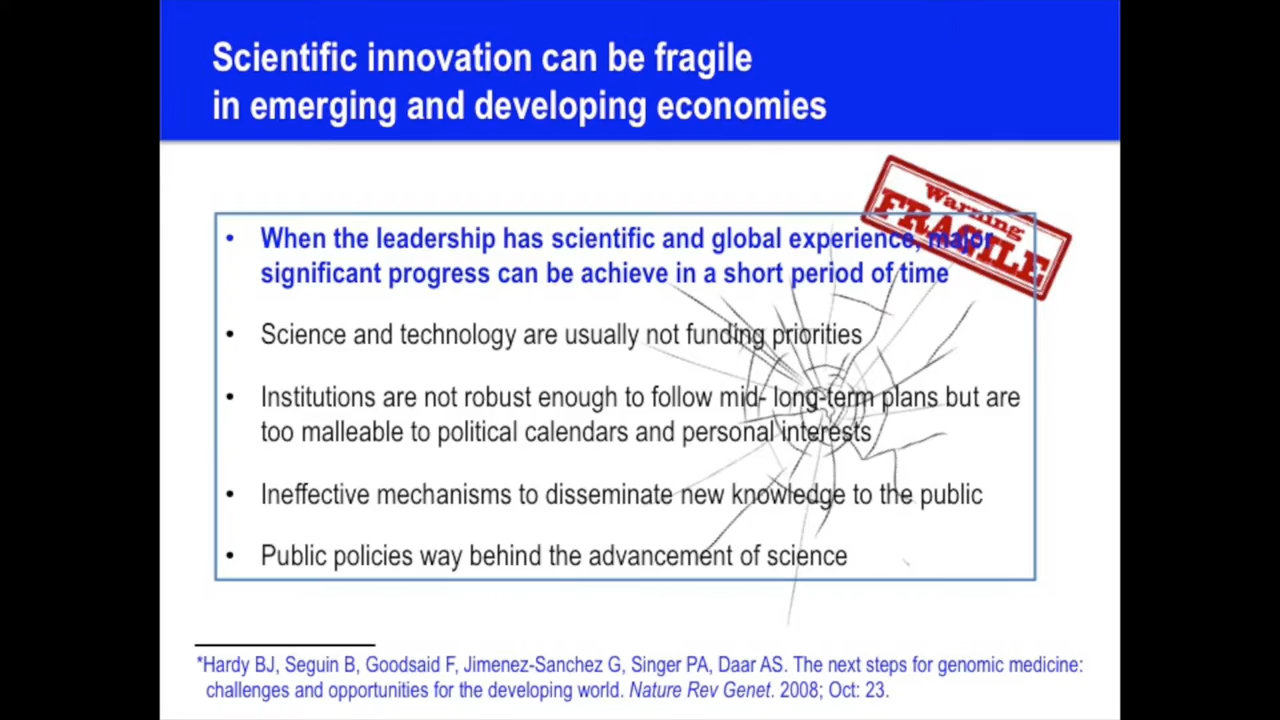 Scientific innovation can be fragile
in emerging and developing economies
Warning
FRAGILE
• When the leadership has scientific and global experience, major
significant progress can be achieve in a short period of time
• Science and technology are usually not funding priorities
• Institutions are not robust enough to follow mid- long-term plans but are
too malleable to political calendars and personal interests
• Ineffective mechanisms to disseminate new knowledge to the public
• Public policies way behind the advancement of science
*Hardy BJ, Seguin B, Goodsaid F, Jimenez-Sanchez G, Singer PA, Daar AS. The next steps for genomic medicine:
challenges and opportunities for the developing world. Nature Rev Genet. 2008; Oct: 23.